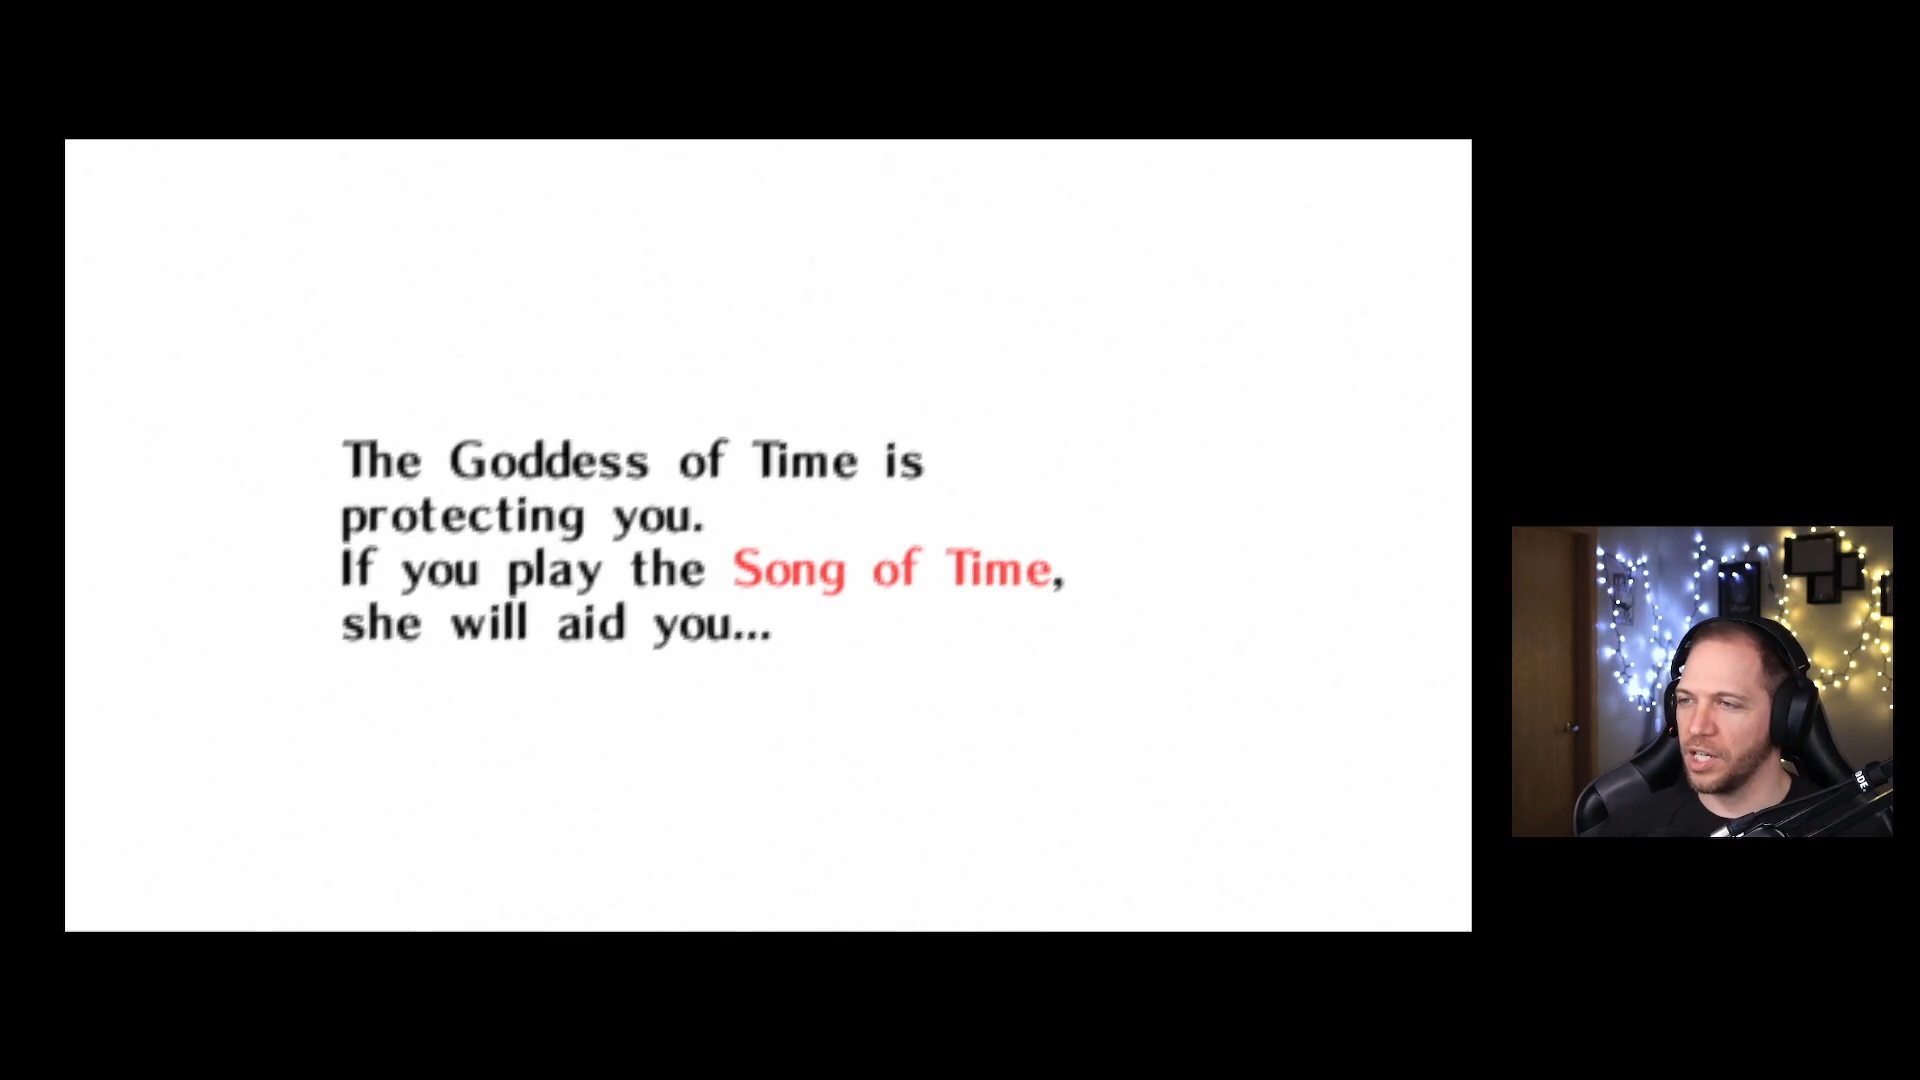 The Goddess of Time is
protecting you.
If you play the Song of Time,
she will aid you...